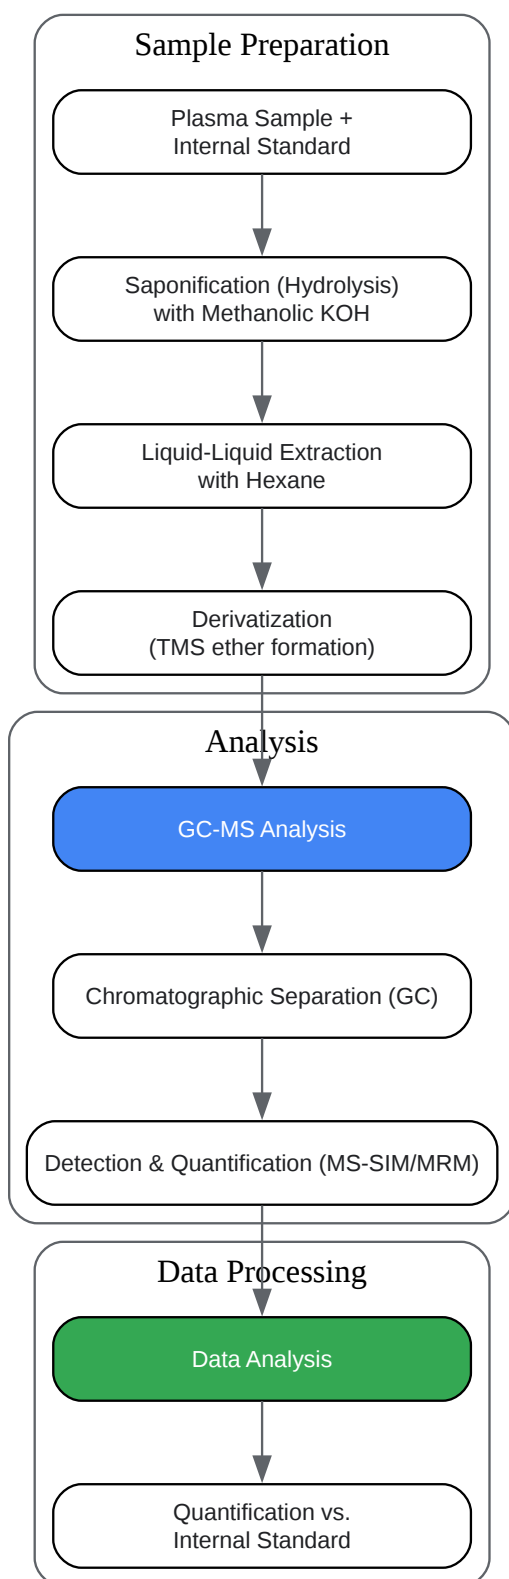 Sample Preparation
Plasma Sample +
Internal Standard
Saponification (Hydrolysis)
with Methanolic KOH
Liquid-Liquid Extraction
with Hexane
Derivatization
(TMS ether formation)
Analysis
GC-MS Analysis
Chromatographic Separation (GC)
Detection & Quantification (MS-SIM/MRM)
Data Processing
Data Analysis
Quantification vs.
Internal Standard